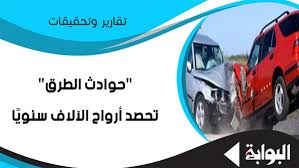 تقارير وتحقيقات
"حوادث الطرق"
تحصد أرواح الآلاف سنويًا
البوابة